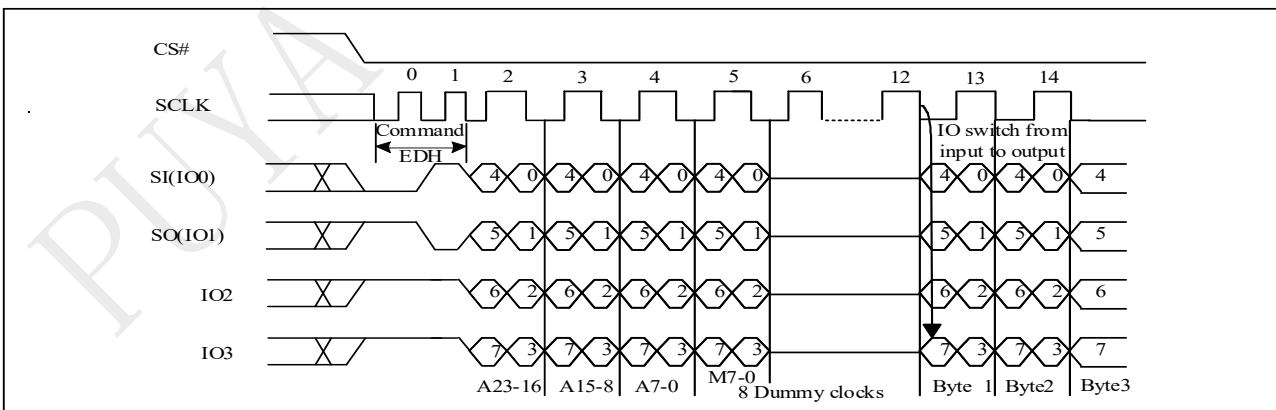 PUYA
CS#
0 1 2 3 4 5 6 12 13 14
SCLK
Command
EDH
IO switch from
input to output
SI(IO0) 4 0 4 0 4 0 4 0 4 0 4 0 4
SO(IO1) 5 1 5 1 5 1 5 1 5 1 5 1 5
IO2 6 2 6 2 6 2 6 2 6 2 6 2 6
IO3 7 3 7 3 7 3 7 3 7 3 7 3 7
A23-16 A15-8 A7-0 M7-0 8 Dummy clocks Byte 1 Byte2 Byte3